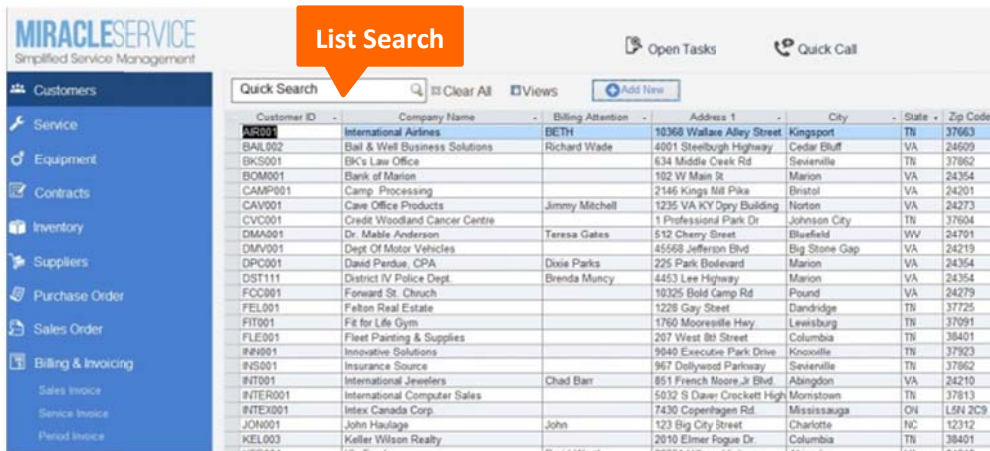 MIRACLESERVICE
Simplified Service Management
List Search
Open Tasks
Quick Call
Customers
Service
Equipment
Contracts
Inventory
Suppliers
Purchase Order
Sales Order
Billing & Invoicing
Sales Invoice
Service Invoice
Period Invoice
Quick Search Clear All Views Add New
Customer ID Company Name Billing Attention Address 1 City State Zip Code
AIR001 International Airlines BETH 10368 Wallace Alley Street Kingsport TN 37663
BAIL002 Bail & Well Business Solutions Richard Wade 4001 Steelburgh Highway Cedar Bluff VA 24609
BKS001 BK's Law Office 634 Middle Creek Rd Sevierville TN 37862
BOM001 Bank of Marion 102 W Main St Marion VA 24354
CAMP001 Camp Processing 2146 Kings Mill Pike Bristol VA 24201
CAV001 Cave Office Products Jimmy Mitchell 1235 VA KY Dpry Building Norton VA 24273
CVC001 Credit Woodland Cancer Centre 1 Professional Park Dr Johnson City TN 37604
DMA001 Dr. Mable Anderson Teresa Gates 512 Cherry Street Bluefield WV 24701
DMV001 Dept Of Motor Vehicles 45568 Jefferson Blvd Big Stone Gap VA 24219
DPC001 David Perdue, CPA Dixie Parks 225 Park Boulevard Marion VA 24354
DST111 District IV Police Dept. Brenda Muncy 4453 Lee Highway Marion VA 24354
FCC001 Forward St. Chruch 10325 Bold Camp Rd Pound VA 24279
FEL001 Felton Real Estate 1228 Gay Street Dandridge TN 37725
FIT001 Fit for Life Gym 1760 Mooresville Hwy. Lewisburg TN 37091
FLE001 Fleet Painting & Supplies 207 West 8th Street Columbia TN 38401
INN001 Innovative Solutions 9040 Executive Park Drive Knoxville TN 37923
INS001 Insurance Source 967 Dollywood Parkway Sevierville TN 37862
INT001 International Jewelers Chad Barr 851 French Moore,Jr Blvd. Abingdon VA 24210
INTER001 International Computer Sales 5032 S Davey Crockett High Morristown TN 37813
INTEX001 Intex Canada Corp. 7430 Copenhagen Rd. Mississauga ON L5N 2C9
JON001 John Haulage John 123 Big City Street Charlotte NC 12312
KEL003 Keller Wilson Realty 2010 Elmer Pogue Dr. Columbia TN 38401